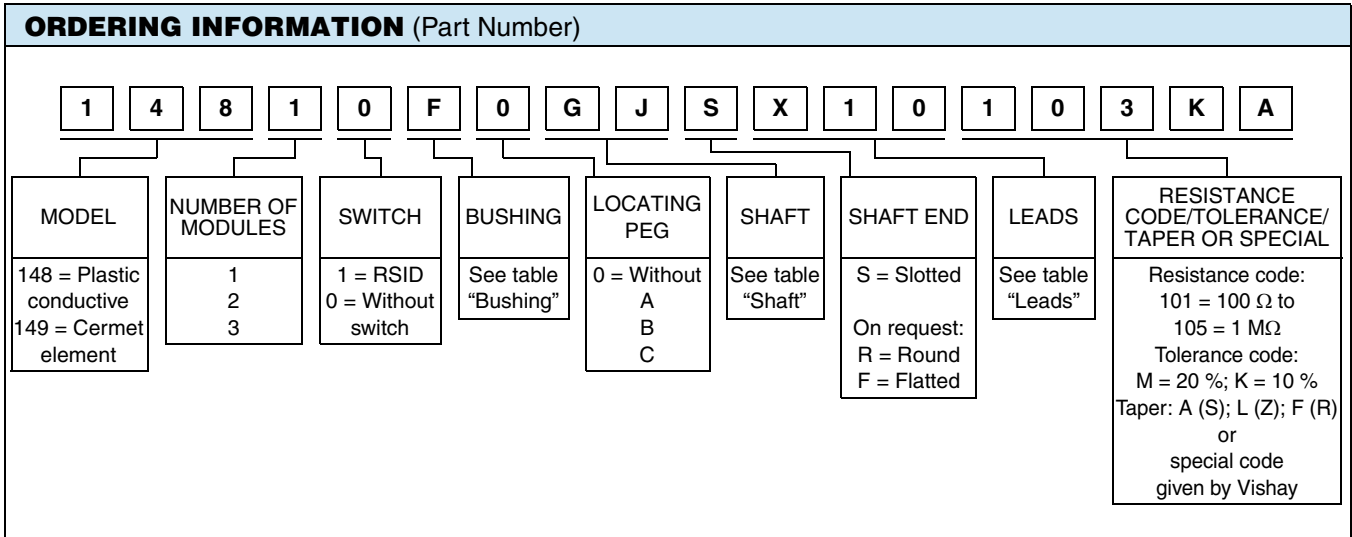 ORDERING INFORMATION (Part Number)
1 4 8 1 0 F 0 G J S X 1 0 1 0 3 K A
MODEL
148 = Plastic
conductive
149 = Cermet
element
NUMBER OF
MODULES
1
2
3
SWITCH
1 = RSID
0 = Without
switch
BUSHING
See table
“Bushing”
LOCATING
PEG
0 = Without
A
B
C
SHAFT
See table
“Shaft”
SHAFT END
S = Slotted
On request:
R = Round
F = Flatted
LEADS
See table
“Leads”
RESISTANCE
CODE/TOLERANCE/
TAPER OR SPECIAL
Resistance code:
101 = 100 Ω to
105 = 1 MΩ
Tolerance code:
M = 20 %; K = 10 %
Taper: A (S); L (Z); F (R)
or
special code
given by Vishay